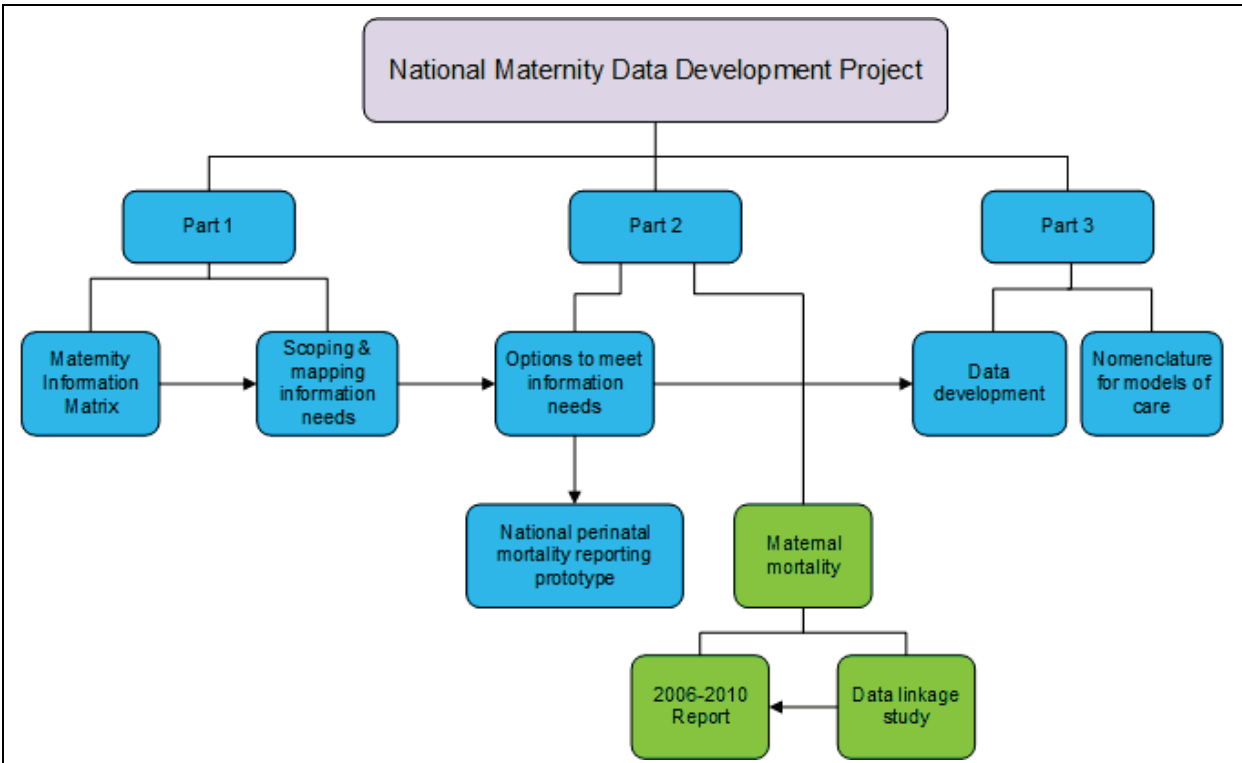 National Maternity Data Development Project
Part 1
Part 2
Part 3
Maternity
Information
Matrix
Scoping &
mapping
information
needs
Options to meet
information
needs
Data
development
Nomenclature
for models of
care
National perinatal
mortality reporting
prototype
Maternal
mortality
2006-2010
Report
Data linkage
study